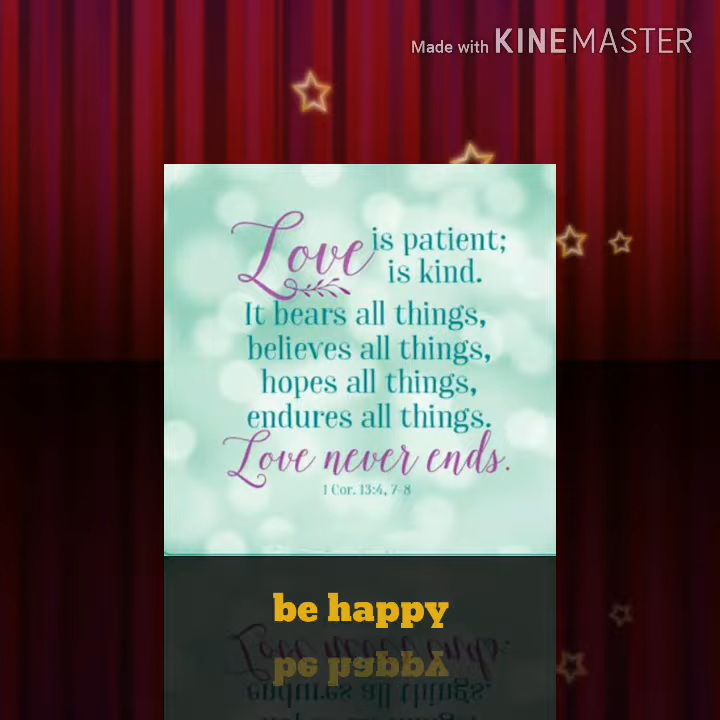 Made with KINEMASTER
Love is patient;
is kind.
It bears all things,
believes all things,
hopes all things,
endures all things.
Love never ends.
1 Cor. 13:4, 7-8
be happy